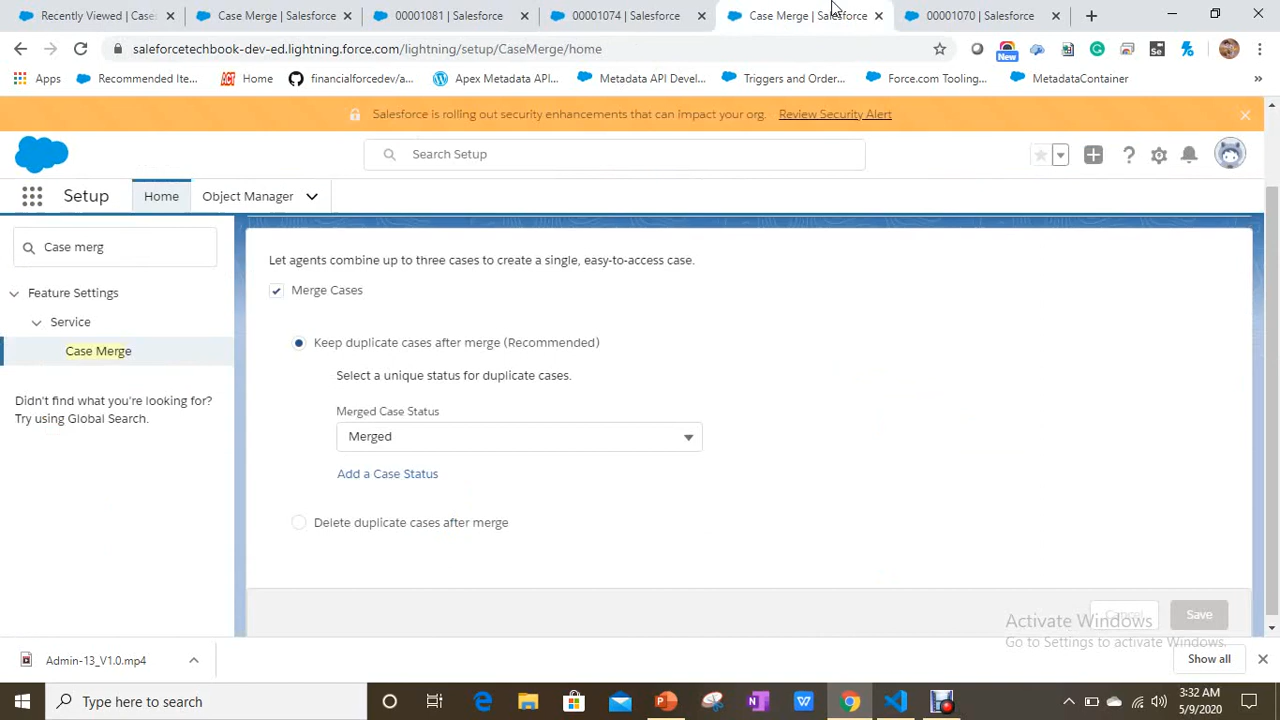 Recently Viewed | Case
Case Merge | Salesforce
00001081 | Salesforce
00001074 | Salesforce
Case Merge | Salesforce
00001070 | Salesforce
saleforcetechbook-dev-ed.lightning.force.com/lightning/setup/CaseMerge/home
New
Apps
Recommended Ite...
ACT
Home
financialforcedev/a...
Apex Metadata API...
Metadata API Devel...
Triggers and Order...
Force.com Tooling...
MetadataContainer
»
Salesforce is rolling out security enhancements that can impact your org. Review Security Alert
Search Setup
Setup
Home
Object Manager
Case merg
Feature Settings
Service
Case Merge
Didn't find what you're looking for?
Try using Global Search.
Let agents combine up to three cases to create a single, easy-to-access case.
Merge Cases
Keep duplicate cases after merge (Recommended)
Select a unique status for duplicate cases.
Merged Case Status
Merged
Add a Case Status
Delete duplicate cases after merge
Cancel
Save
Activate Windows
Go to Settings to activate Windows.
Admin-13_V1.0.mp4
Show all
Type here to search
3:32 AM
5/9/2020